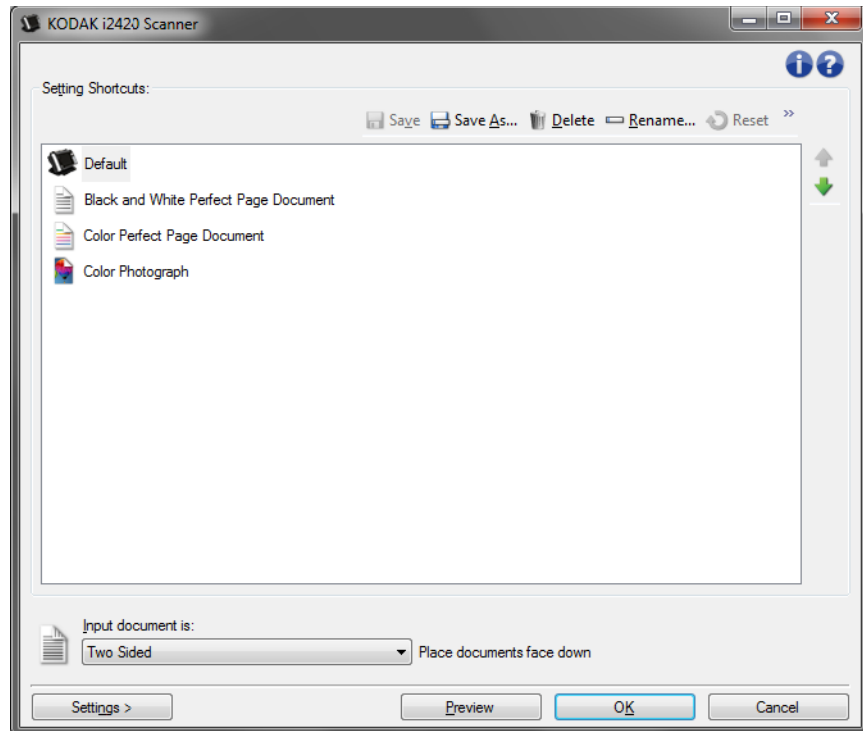 KODAK i2420 Scanner
Setting Shortcuts:
Save Save As... Delete Rename... Reset »
Default
Black and White Perfect Page Document
Color Perfect Page Document
Color Photograph
Input document is:
Two Sided Place documents face down
Settings > Preview OK Cancel